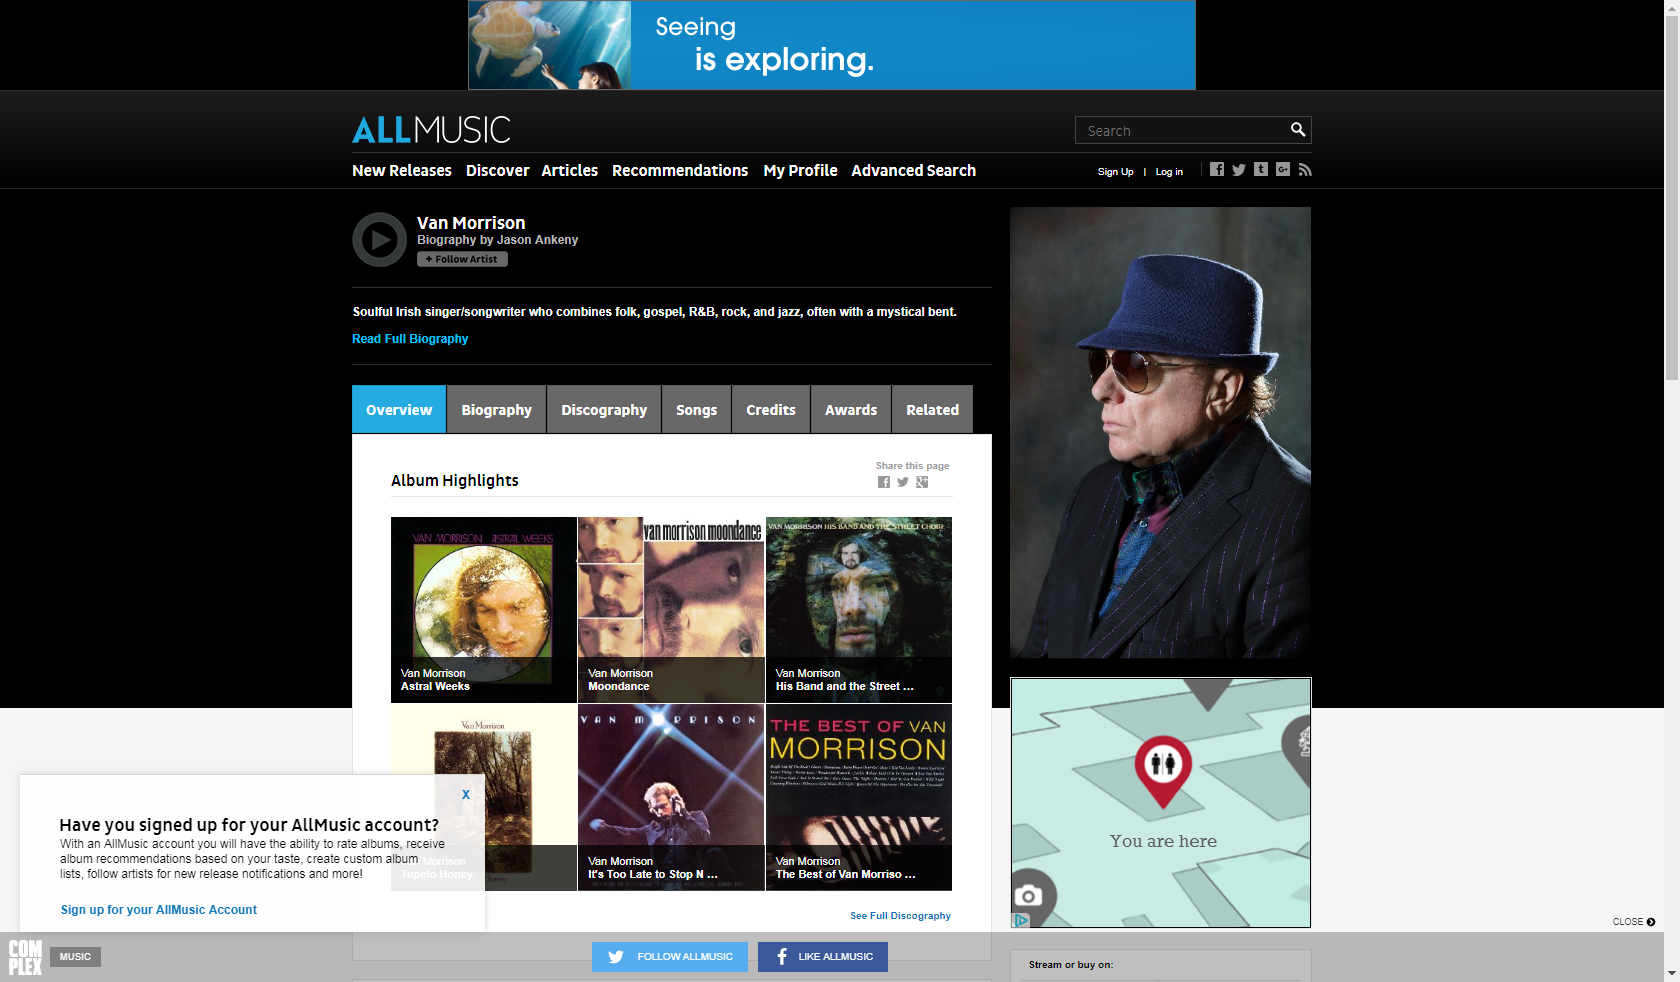 Seeing
is exploring.
ALLMUSIC
Search
New Releases Discover Articles Recommendations My Profile Advanced Search
Sign Up | Log in
Van Morrison
Biography by Jason Ankeny
+ Follow Artist
Soulful Irish singer/songwriter who combines folk, gospel, R&B, rock, and jazz, often with a mystical bent.
Read Full Biography
Overview Biography Discography Songs Credits Awards Related
Share this page
Album Highlights
VAN MORRISON ASTRAL WEEKS
van morrison moondance
VAN MORRISON HIS BAND AND THE STREET CHOIR
Van Morrison
Astral Weeks
Van Morrison
Moondance
Van Morrison
His Band and the Street ...
Van Morrison
VAN MORRISON
THE BEST OF VAN
MORRISON
Morrison
Tupelo Honey
Van Morrison
It's Too Late to Stop N ...
Van Morrison
The Best of Van Morriso ...
See Full Discography
X
Have you signed up for your AllMusic account?
With an AllMusic account you will have the ability to rate albums, receive
album recommendations based on your taste, create custom album
lists, follow artists for new release notifications and more!
Sign up for your AllMusic Account
You are here
CLOSE
COMPLEX
MUSIC
FOLLOW ALLMUSIC
LIKE ALLMUSIC
Stream or buy on: